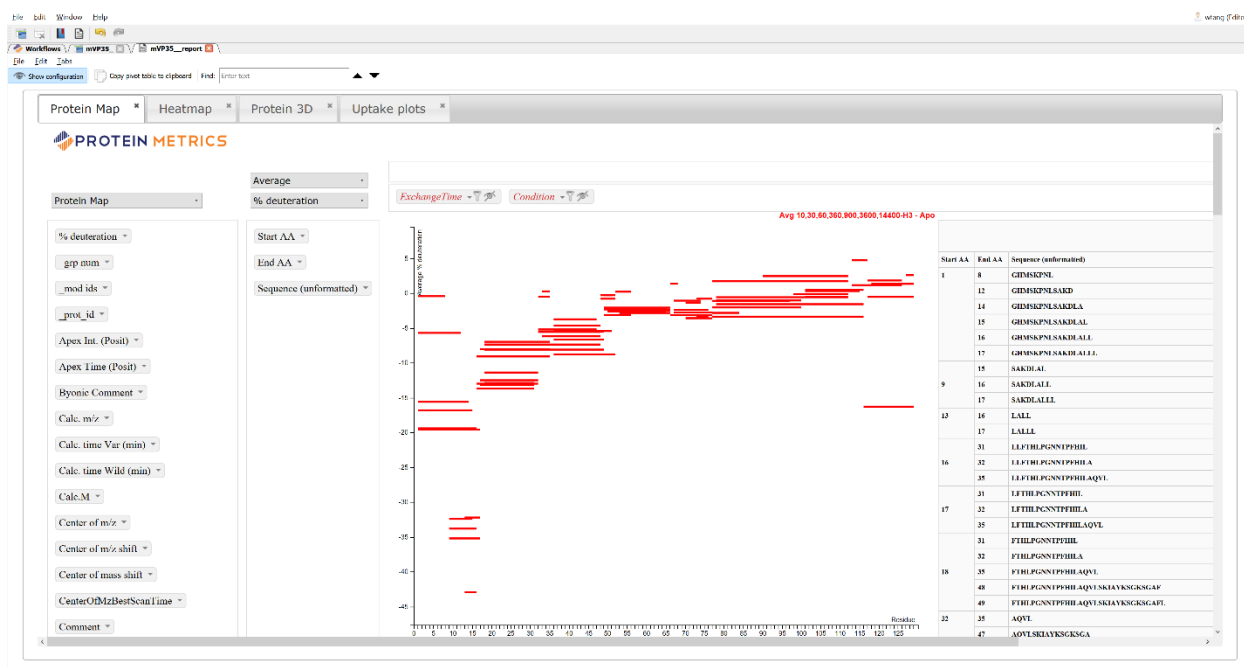 File Edit Window Help
wtang (Edito
Workflows mVP35_ mVP35__report
File Edit Tabs
Show configuration Copy pivot table to clipboard Find: Enter text
Protein Map Heatmap Protein 3D Uptake plots
PROTEIN METRICS
Average
Protein Map % deuteration ExchangeTime Condition
Avg 10,30,60,360,900,3600,14400-H3 - Apo
% deuteration
_grp num
_mod ids
_prot_id
Apex Int. (Posit)
Apex Time (Posit)
Byonic Comment
Calc. m/z
Calc. time Var (min)
Calc. time Wild (min)
Calc.M
Center of m/z
Center of m/z shift
Center of mass shift
CenterOfMzBestScanTime
Comment
Start AA
End AA
Sequence (unformatted)
Average % deuteration
5
0
-5
-10
-15
-20
-25
-30
-35
-40
-45
Residue
0 5 10 15 20 25 30 35 40 45 50 55 60 65 70 75 80 85 90 95 100 105 110 115 120 125
Start AA End AA Sequence (unformatted)
1 8 GHMSKPNL
12 GHMSKPNLSAKD
14 GHMSKPNLSAKDLA
15 GHMSKPNLSAKDLAL
16 GHMSKPNLSAKDLALL
17 GHMSKPNLSAKDLALLL
15 SAKDLAL
9 16 SAKDLALL
17 SAKDLALLL
13 16 LALL
17 LALLL
31 LLFTHLPGNNTPFHIL
16 32 LLFTHLPGNNTPFHILA
35 LLFTHLPGNNTPFHILAQVL
31 LFTHLPGNNTPFHIL
17 32 LFTHLPGNNTPFHILA
35 LFTHLPGNNTPFHILAQVL
31 FTHLPGNNTPFHIL
32 FTHLPGNNTPFHILA
18 35 FTHLPGNNTPFHILAQVL
48 FTHLPGNNTPFHILAQVLSKIAYKSGKSGAF
49 FTHLPGNNTPFHILAQVLSKIAYKSGKSGAFL
32 35 AQVL
47 AQVLSKIAYKSGKSGA